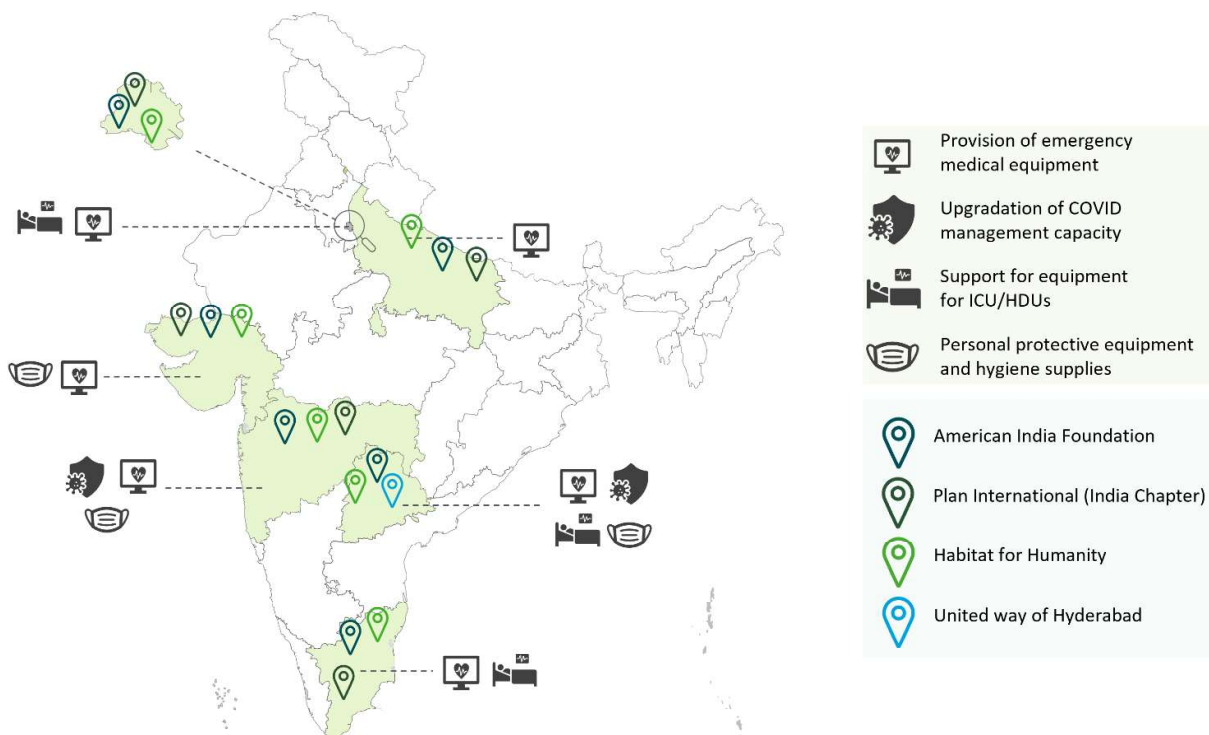 Provision of emergency
medical equipment
Upgradation of COVID
management capacity
Support for equipment
for ICU/HDUs
Personal protective equipment
and hygiene supplies
American India Foundation
Plan International (India Chapter)
Habitat for Humanity
United way of Hyderabad